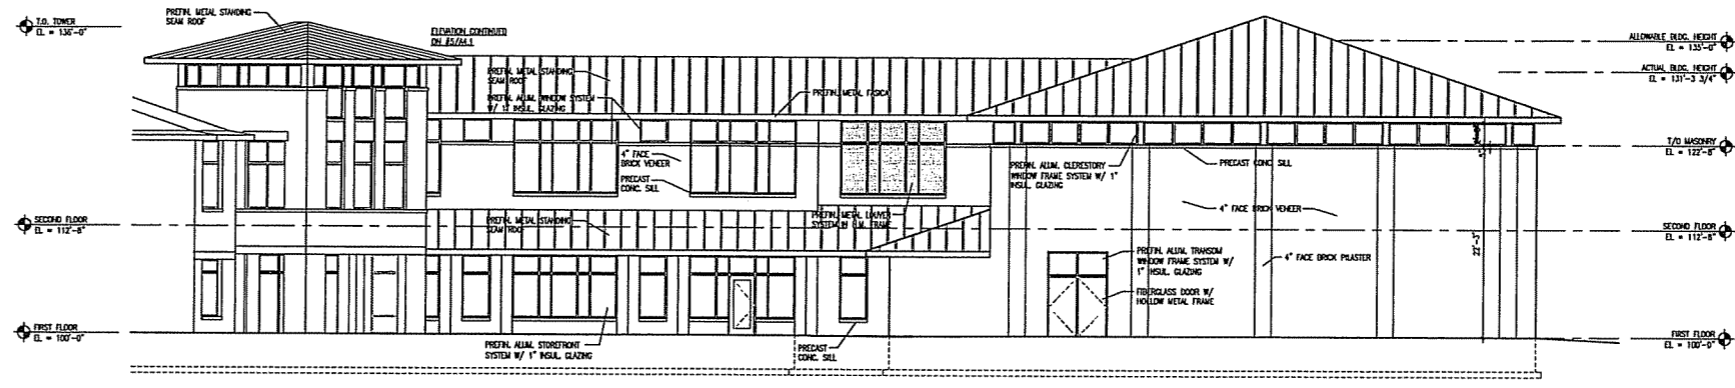 T.O. TOWER
EL = 136'-0"
PREFIN. METAL STANDING
SEAM ROOF
ELEVATION CONTINUED
ON #5/A4.1
PREFIN. METAL STANDING
SEAM ROOF
PREFIN. ALUM. WINDOW SYSTEM
W/ 1" INSUL. GLAZING
PREFIN. METAL FASICA
ALLOWABLE BLDG. HEIGHT
EL = 135'-0"
ACTUAL BLDG. HEIGHT
EL = 131'-3 3/4"
4" FACE
BRICK VENEER
PRECAST
CONC. SILL
PREFIN. ALUM. CLERESTORY
WINDOW FRAME SYSTEM W/ 1"
INSUL. GLAZING
PRECAST CONC. SILL
T/O MASONRY
EL = 122'-8"
SECOND FLOOR
EL = 112'-8"
PREFIN. METAL STANDING
SEAM ROOF
PREFIN. METAL LOUVER
SYSTEM IN H.M. FRAME
4" FACE BRICK VENEER
SECOND FLOOR
EL = 112'-8"
22'-3"
PREFIN. ALUM. TRANSOM
WINDOW FRAME SYSTEM W/
1" INSUL. GLAZING
4" FACE BRICK PILASTER
FIBERGLASS DOOR W/
HOLLOW METAL FRAME
FIRST FLOOR
EL = 100'-0"
PREFIN. ALUM. STOREFRONT
SYSTEM W/ 1" INSUL. GLAZING
PRECAST
CONC. SILL
FIRST FLOOR
EL = 100'-0"